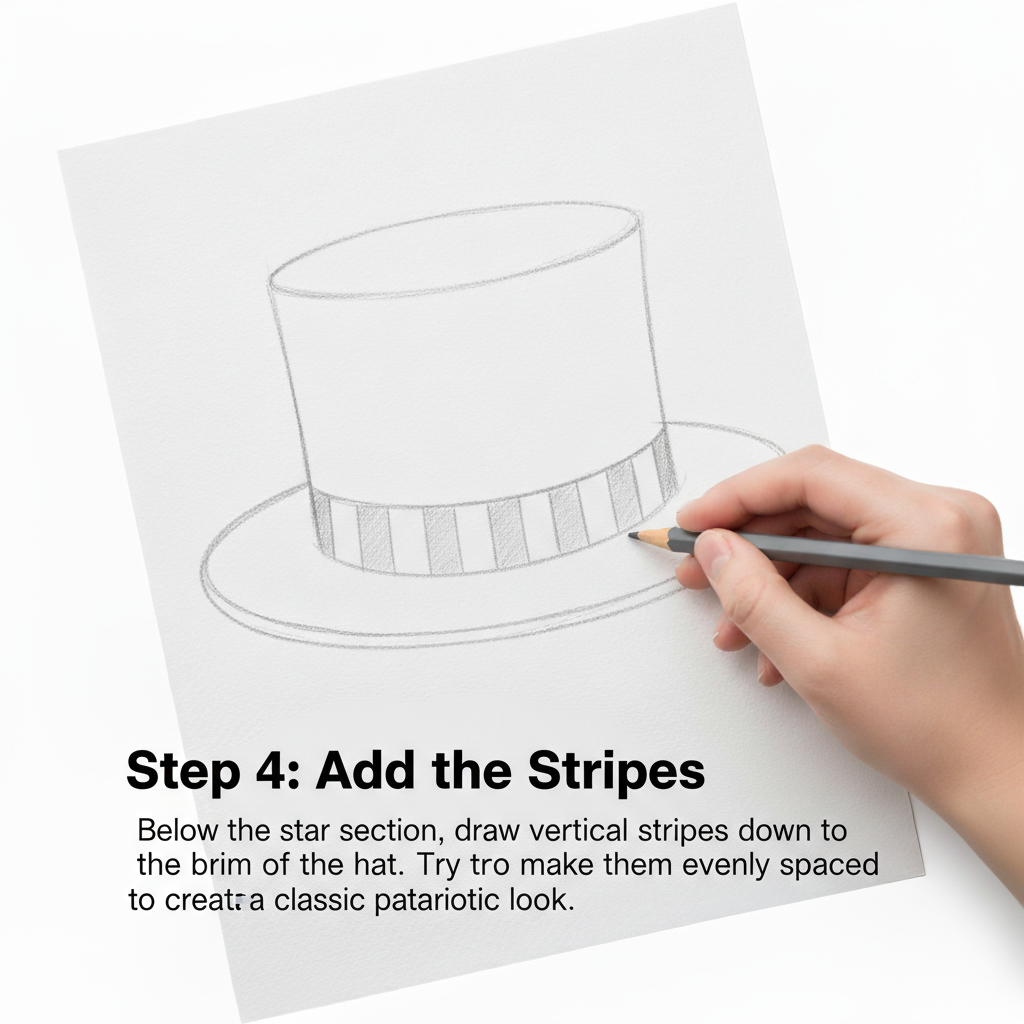 Step 4: Add the Stripes
Below the star section, draw vertical stripes down to
the brim of the hat. Try tro make them evenly spaced
to a classic patariotic look.